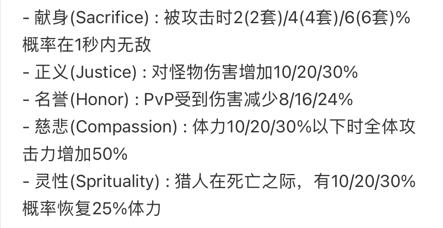 - 献身(Sacrifice) : 被攻击时2(2套)/4(4套)/6(6套)%
概率在1秒内无敌
- 正义(Justice) : 对怪物伤害增加10/20/30%
- 名誉(Honor) : PvP受到伤害减少8/16/24%
- 慈悲(Compassion) : 体力10/20/30%以下时全体攻
击力增加50%
- 灵性(Sprituality) : 猎人在死亡之际，有10/20/30%
概率恢复25%体力